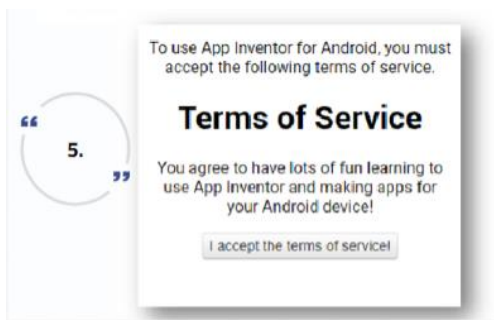 “
5.
”
To use App Inventor for Android, you must
accept the following terms of service.
Terms of Service
You agree to have lots of fun learning to
use App Inventor and making apps for
your Android device!
I accept the terms of service!